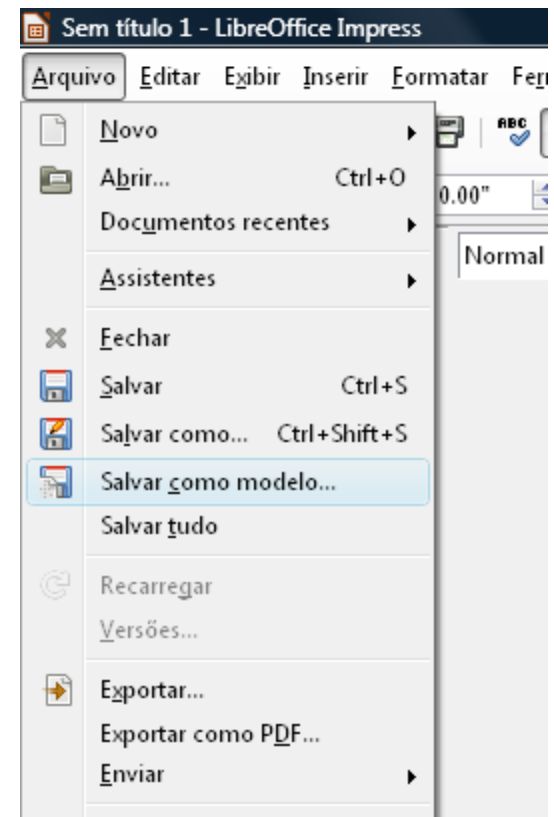 Sem título 1 - LibreOffice Impress
Arquivo Editar Exibir Inserir Formatar
Novo
ABC
Abrir... Ctrl+O
0.00"
Documentos recentes
Normal
Assistentes
Fechar
Salvar Ctrl+S
Salvar como... Ctrl+Shift+S
Salvar como modelo...
Salvar tudo
Recarregar
Versões...
Exportar...
Exportar como PDF...
Enviar